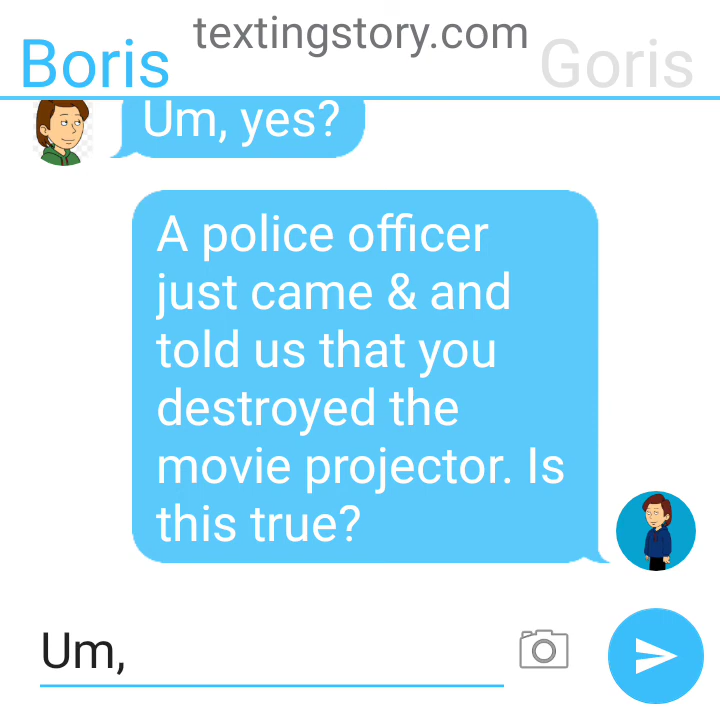 textingstory.com
Boris
Goris
Um, yes?
A police officer
just came & and
told us that you
destroyed the
movie projector. Is
this true?
Um,